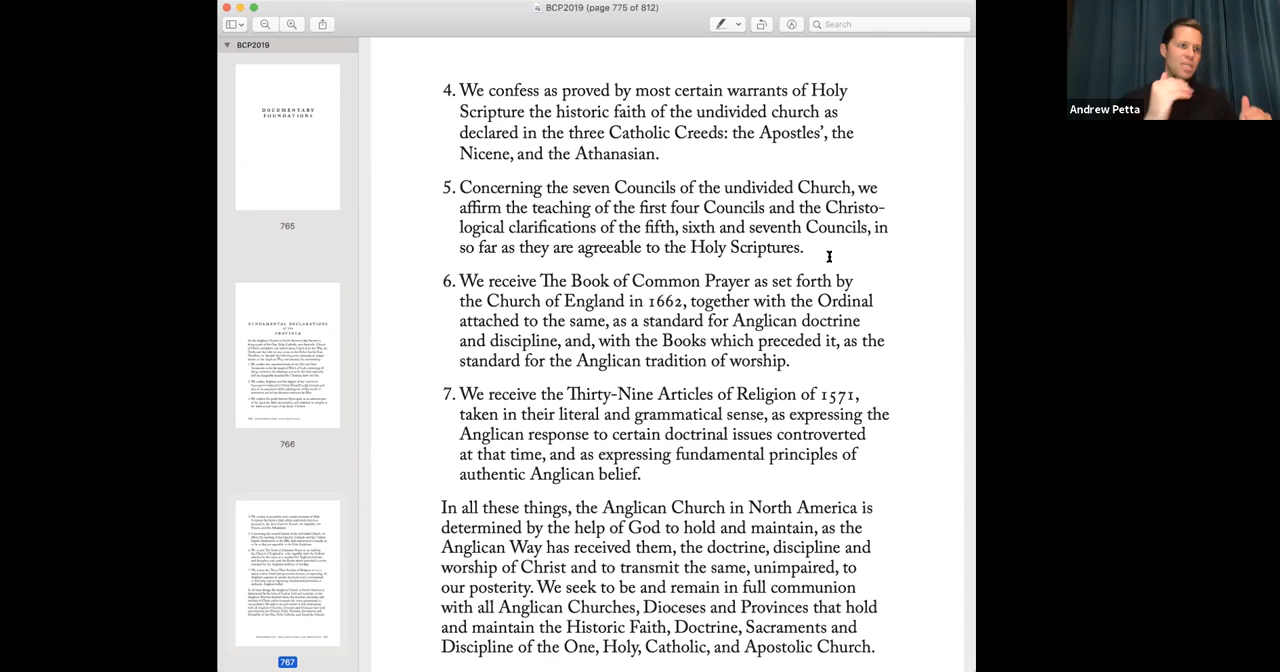 BCP2019 (page 775 of 812)
Search
BCP2019
DOCUMENTARY
FOUNDATIONS
765
FUNDAMENTAL DECLARATIONS
of the
PROVINCE
766
767
4. We confess as proved by most certain warrants of Holy
Scripture the historic faith of the undivided church as
declared in the three Catholic Creeds: the Apostles’, the
Nicene, and the Athanasian.
5. Concerning the seven Councils of the undivided Church, we
affirm the teaching of the first four Councils and the Christo-
logical clarifications of the fifth, sixth and seventh Councils, in
so far as they are agreeable to the Holy Scriptures.
6. We receive The Book of Common Prayer as set forth by
the Church of England in 1662, together with the Ordinal
attached to the same, as a standard for Anglican doctrine
and discipline, and, with the Books which preceded it, as the
standard for the Anglican tradition of worship.
7. We receive the Thirty-Nine Articles of Religion of 1571,
taken in their literal and grammatical sense, as expressing the
Anglican response to certain doctrinal issues controverted
at that time, and as expressing fundamental principles of
authentic Anglican belief.
In all these things, the Anglican Church in North America is
determined by the help of God to hold and maintain, as the
Anglican Way has received them, the doctrine, discipline and
worship of Christ and to transmit the same, unimpaired, to
our posterity. We seek to be and remain in full communion
with all Anglican Churches, Dioceses and Provinces that hold
and maintain the Historic Faith, Doctrine, Sacraments and
Discipline of the One, Holy, Catholic, and Apostolic Church.
Andrew Petta